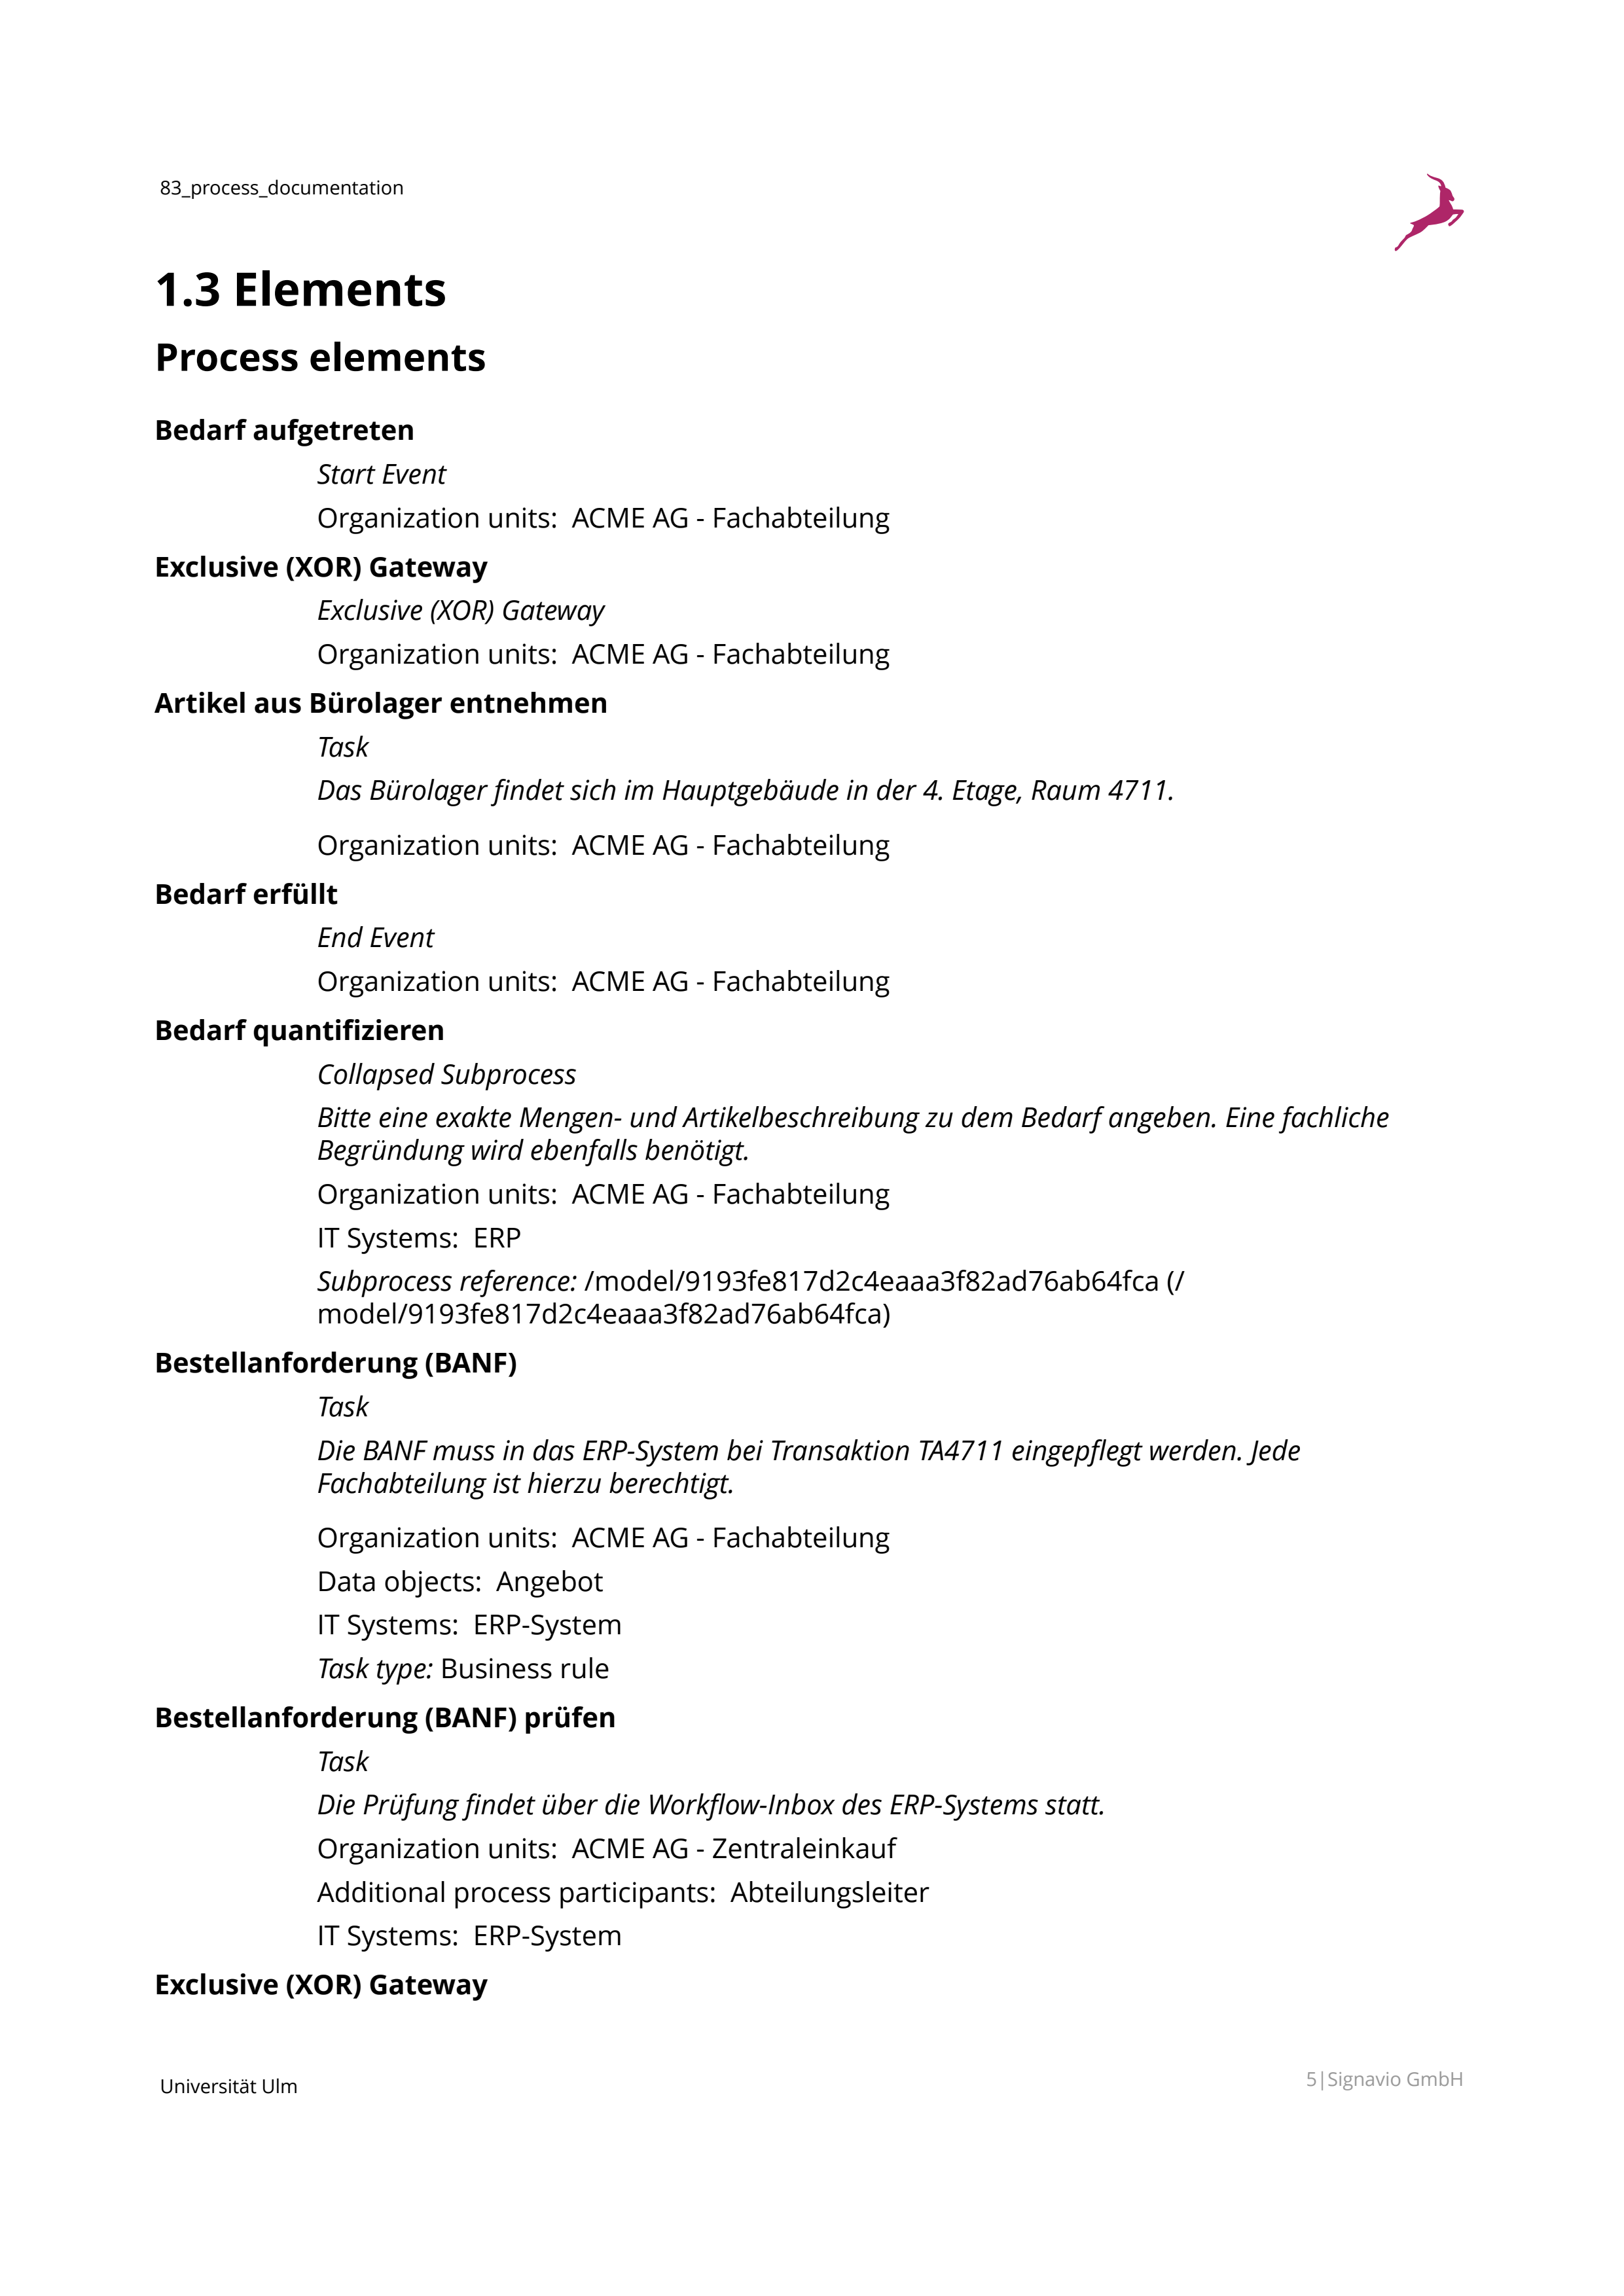 83_process_documentation
1.3 Elements
Process elements
Bedarf aufgetreten
Start Event
Organization units:  ACME AG - Fachabteilung
Exclusive (XOR) Gateway
Exclusive (XOR) Gateway
Organization units:  ACME AG - Fachabteilung
Artikel aus Bürolager entnehmen
Task
Das Bürolager findet sich im Hauptgebäude in der 4. Etage, Raum 4711.
Organization units:  ACME AG - Fachabteilung
Bedarf erfüllt
End Event
Organization units:  ACME AG - Fachabteilung
Bedarf quantifizieren
Collapsed Subprocess
Bitte eine exakte Mengen- und Artikelbeschreibung zu dem Bedarf angeben. Eine fachliche
Begründung wird ebenfalls benötigt.
Organization units:  ACME AG - Fachabteilung
IT Systems:  ERP
Subprocess reference: /model/9193fe817d2c4eaaa3f82ad76ab64fca (/
model/9193fe817d2c4eaaa3f82ad76ab64fca)
Bestellanforderung (BANF)
Task
Die BANF muss in das ERP-System bei Transaktion TA4711 eingepflegt werden. Jede
Fachabteilung ist hierzu berechtigt.
Organization units:  ACME AG - Fachabteilung
Data objects:  Angebot
IT Systems:  ERP-System
Task type: Business rule
Bestellanforderung (BANF) prüfen
Task
Die Prüfung findet über die Workflow-Inbox des ERP-Systems statt.
Organization units:  ACME AG - Zentraleinkauf
Additional process participants:  Abteilungsleiter
IT Systems:  ERP-System
Exclusive (XOR) Gateway
Universität Ulm
5|Signavio GmbH